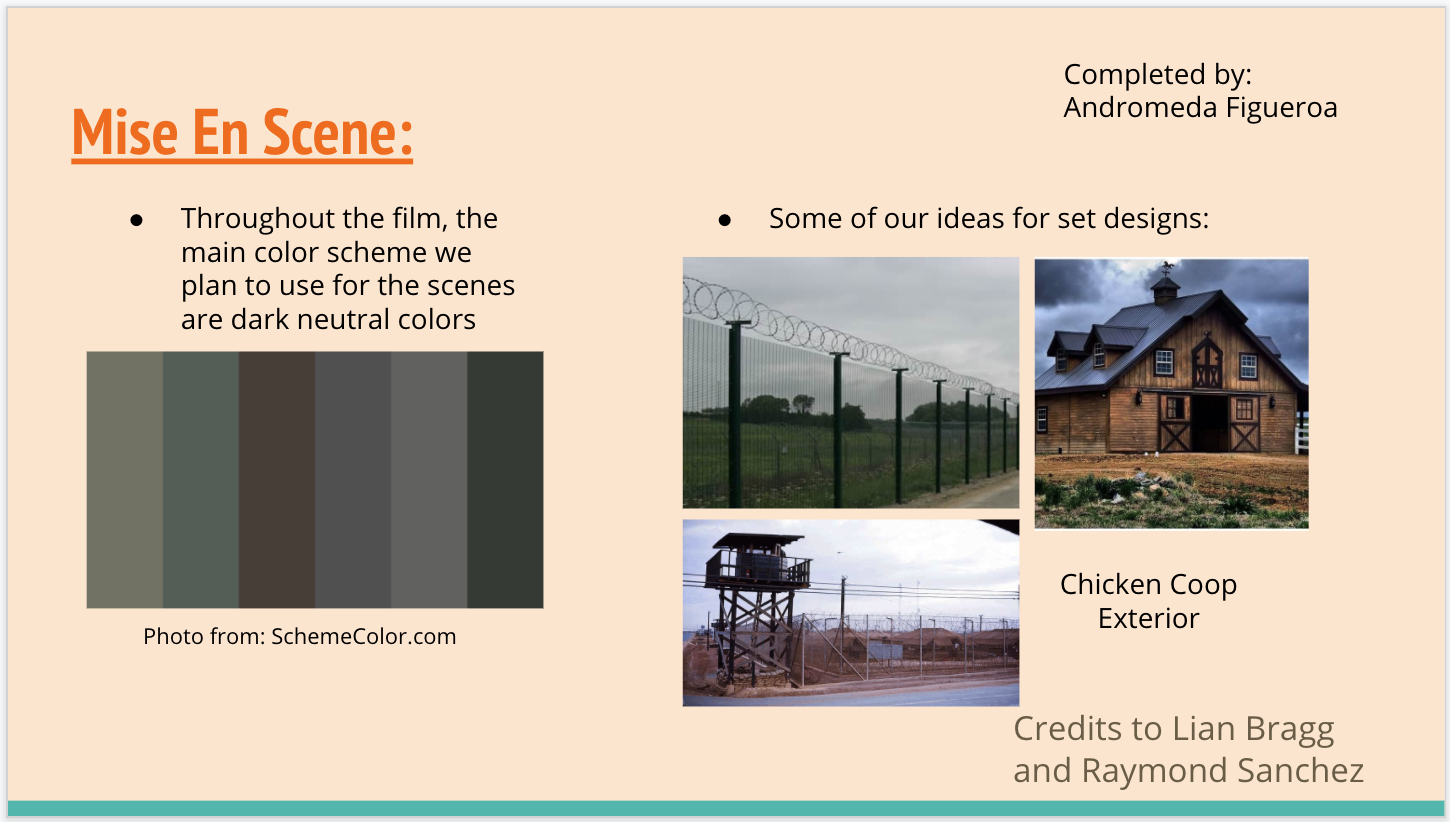 Completed by:
Andromeda Figueroa
Mise En Scene:
● Throughout the film, the
main color scheme we
plan to use for the scenes
are dark neutral colors
Photo from: SchemeColor.com
● Some of our ideas for set designs:
Chicken Coop
Exterior
Credits to Lian Bragg
and Raymond Sanchez